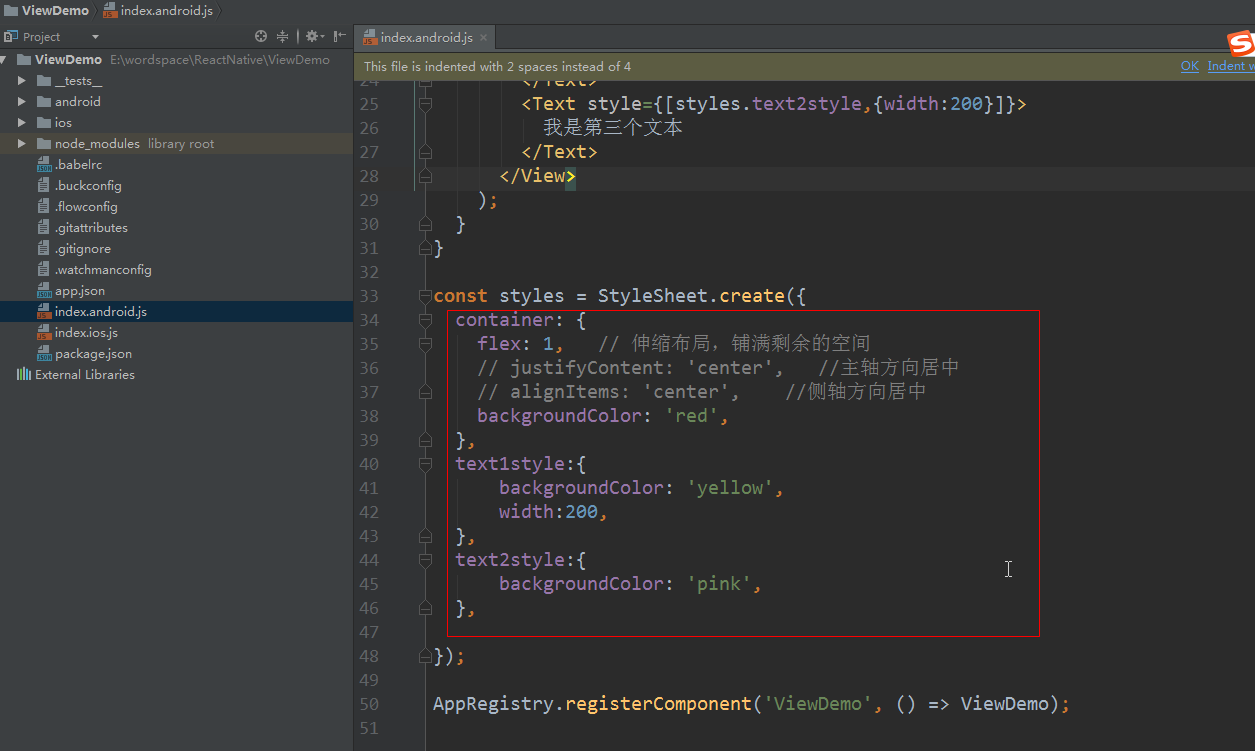 ViewDemo
index.android.js
Project
ViewDemo E:\wordspace\ReactNative\ViewDemo
__tests__
android
ios
node_modules library root
.babelrc
.buckconfig
.flowconfig
.gitattributes
.gitignore
.watchmanconfig
app.json
index.android.js
index.ios.js
package.json
External Libraries
index.android.js
This file is indented with 2 spaces instead of 4 OK Indent w
24 </Text>
25 <Text style={[styles.text2style,{width:200}]}>
26 我是第三个文本
27 </Text>
28 </View>
29 );
30 }
31 }
32
33 const styles = StyleSheet.create({
34 container: {
35 flex: 1, // 伸缩布局，铺满剩余的空间
36 // justifyContent: 'center', //主轴方向居中
37 // alignItems: 'center', //侧轴方向居中
38 backgroundColor: 'red',
39 },
40 text1style:{
41 backgroundColor: 'yellow',
42 width:200,
43 },
44 text2style:{
45 backgroundColor: 'pink',
46 },
47
48 });
49
50 AppRegistry.registerComponent('ViewDemo', () => ViewDemo);
51